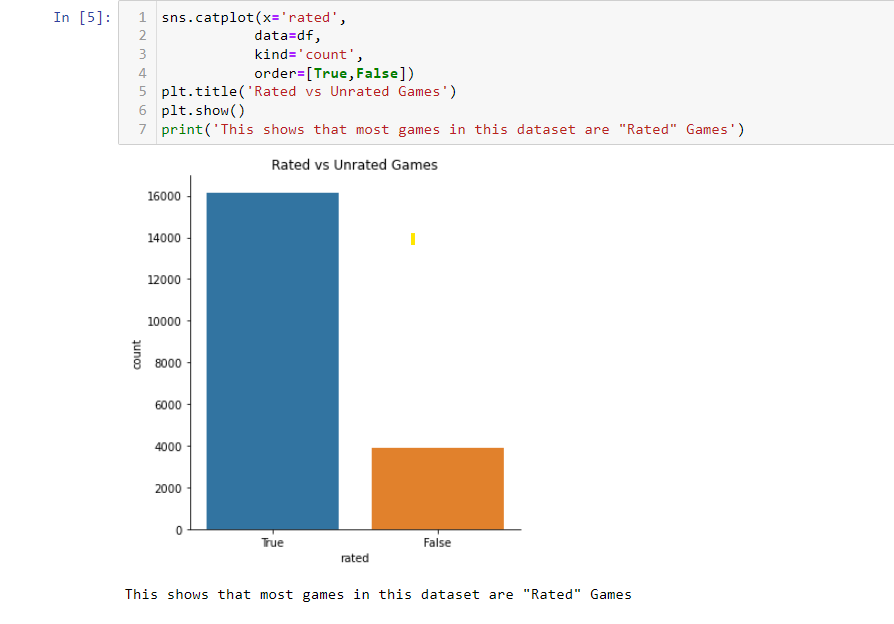 In [5]:
1 sns.catplot(x='rated',
2 data=df,
3 kind='count',
4 order=[True,False])
5 plt.title('Rated vs Unrated Games')
6 plt.show()
7 print('This shows that most games in this dataset are "Rated" Games')
Rated vs Unrated Games
16000
14000
12000
10000
8000
6000
4000
2000
0
count
True False
rated
This shows that most games in this dataset are "Rated" Games